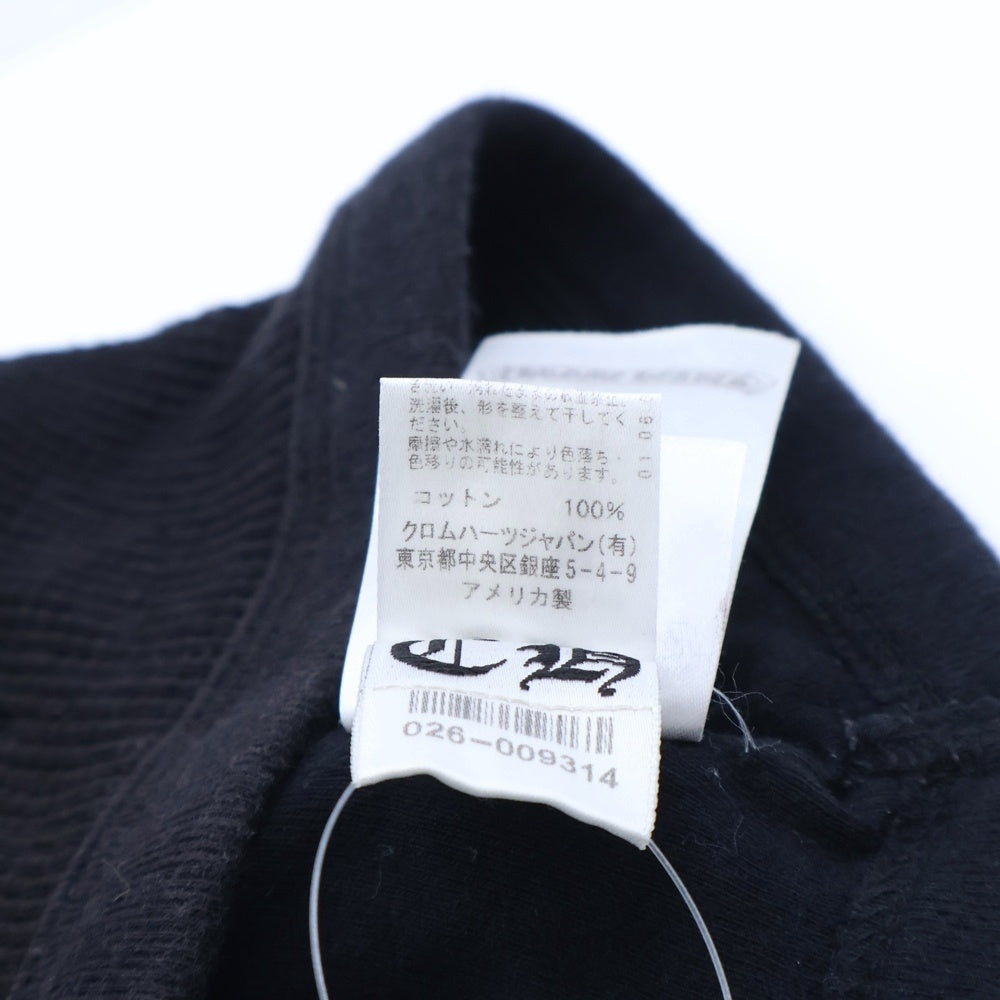 洗濯後、形を整えて干してく
ださい。
摩擦や水濡れにより色落ち・
色移りの可能性があります。
コットン 100%
クロムハーツジャパン(有)
東京都中央区銀座5-4-9
アメリカ製
026-009314